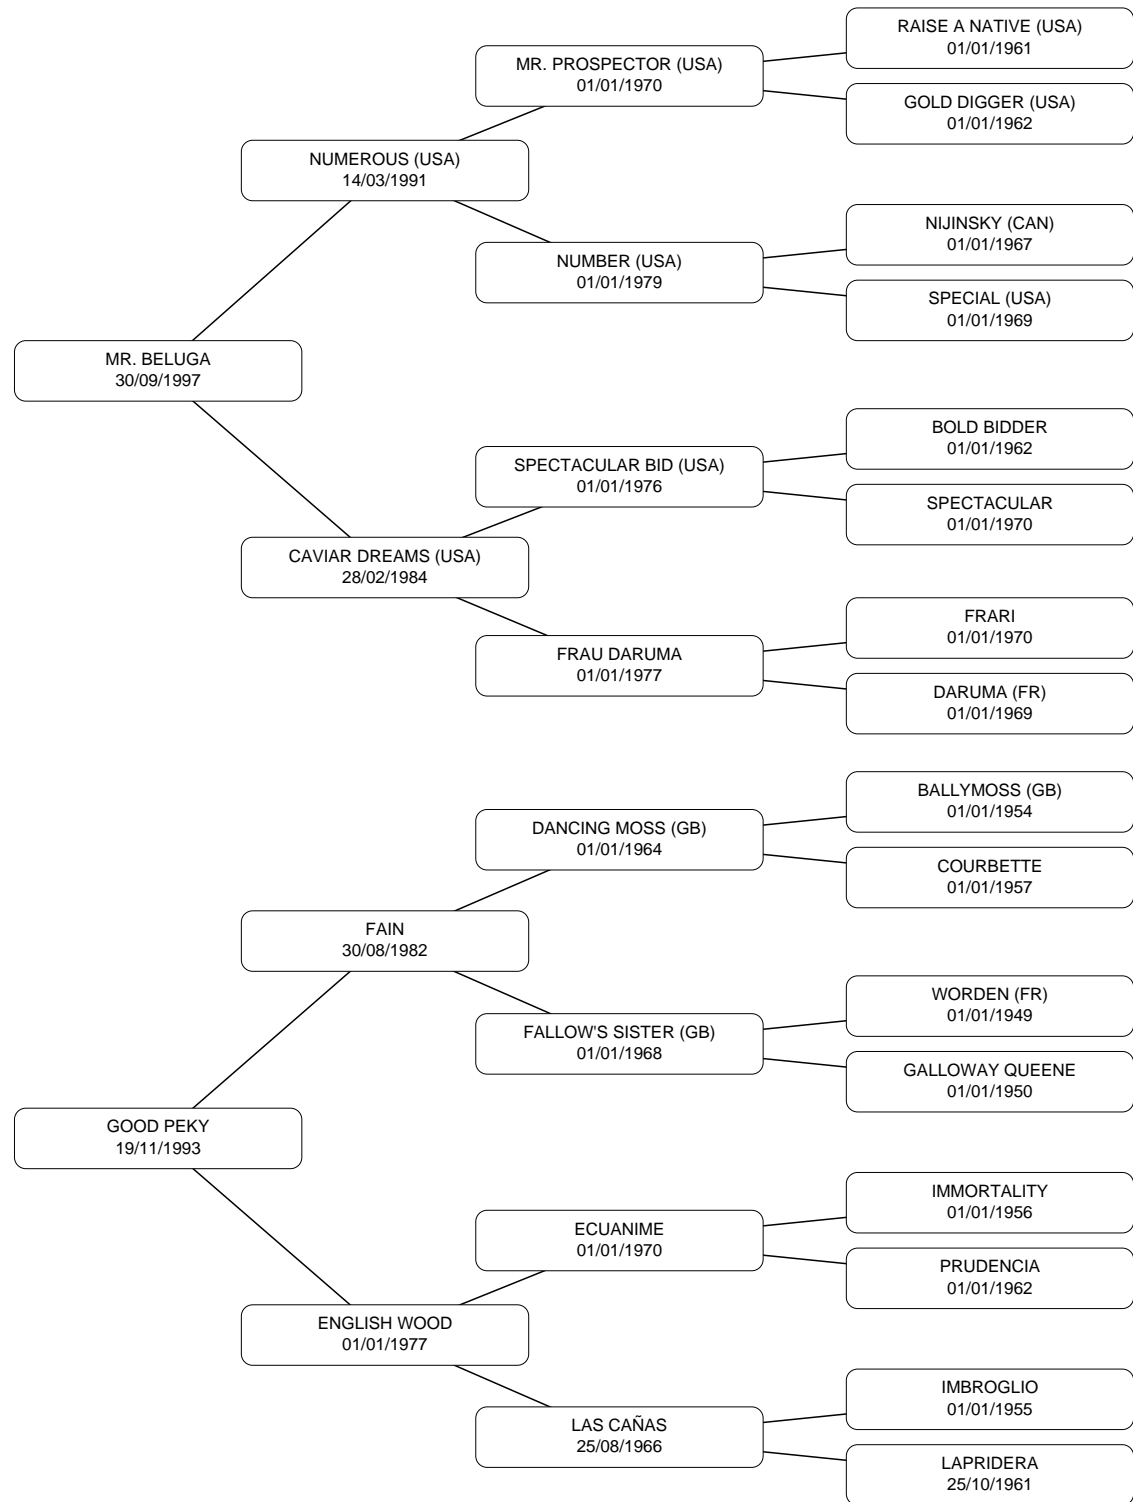 RAISE A NATIVE (USA)
01/01/1961
MR. PROSPECTOR (USA)
01/01/1970
GOLD DIGGER (USA)
01/01/1962
NUMEROUS (USA)
14/03/1991
NIJINSKY (CAN)
01/01/1967
NUMBER (USA)
01/01/1979
SPECIAL (USA)
01/01/1969
MR. BELUGA
30/09/1997
BOLD BIDDER
01/01/1962
SPECTACULAR BID (USA)
01/01/1976
SPECTACULAR
01/01/1970
CAVIAR DREAMS (USA)
28/02/1984
FRARI
01/01/1970
FRAU DARUMA
01/01/1977
DARUMA (FR)
01/01/1969
BALLYMOSS (GB)
01/01/1954
DANCING MOSS (GB)
01/01/1964
COURBETTE
01/01/1957
FAIN
30/08/1982
WORDEN (FR)
01/01/1949
FALLOW'S SISTER (GB)
01/01/1968
GALLOWAY QUEENE
01/01/1950
GOOD PEKY
19/11/1993
IMMORTALITY
01/01/1956
ECUANIME
01/01/1970
PRUDENCIA
01/01/1962
ENGLISH WOOD
01/01/1977
IMBROGLIO
01/01/1955
LAS CAÑAS
25/08/1966
LAPRIDERA
25/10/1961